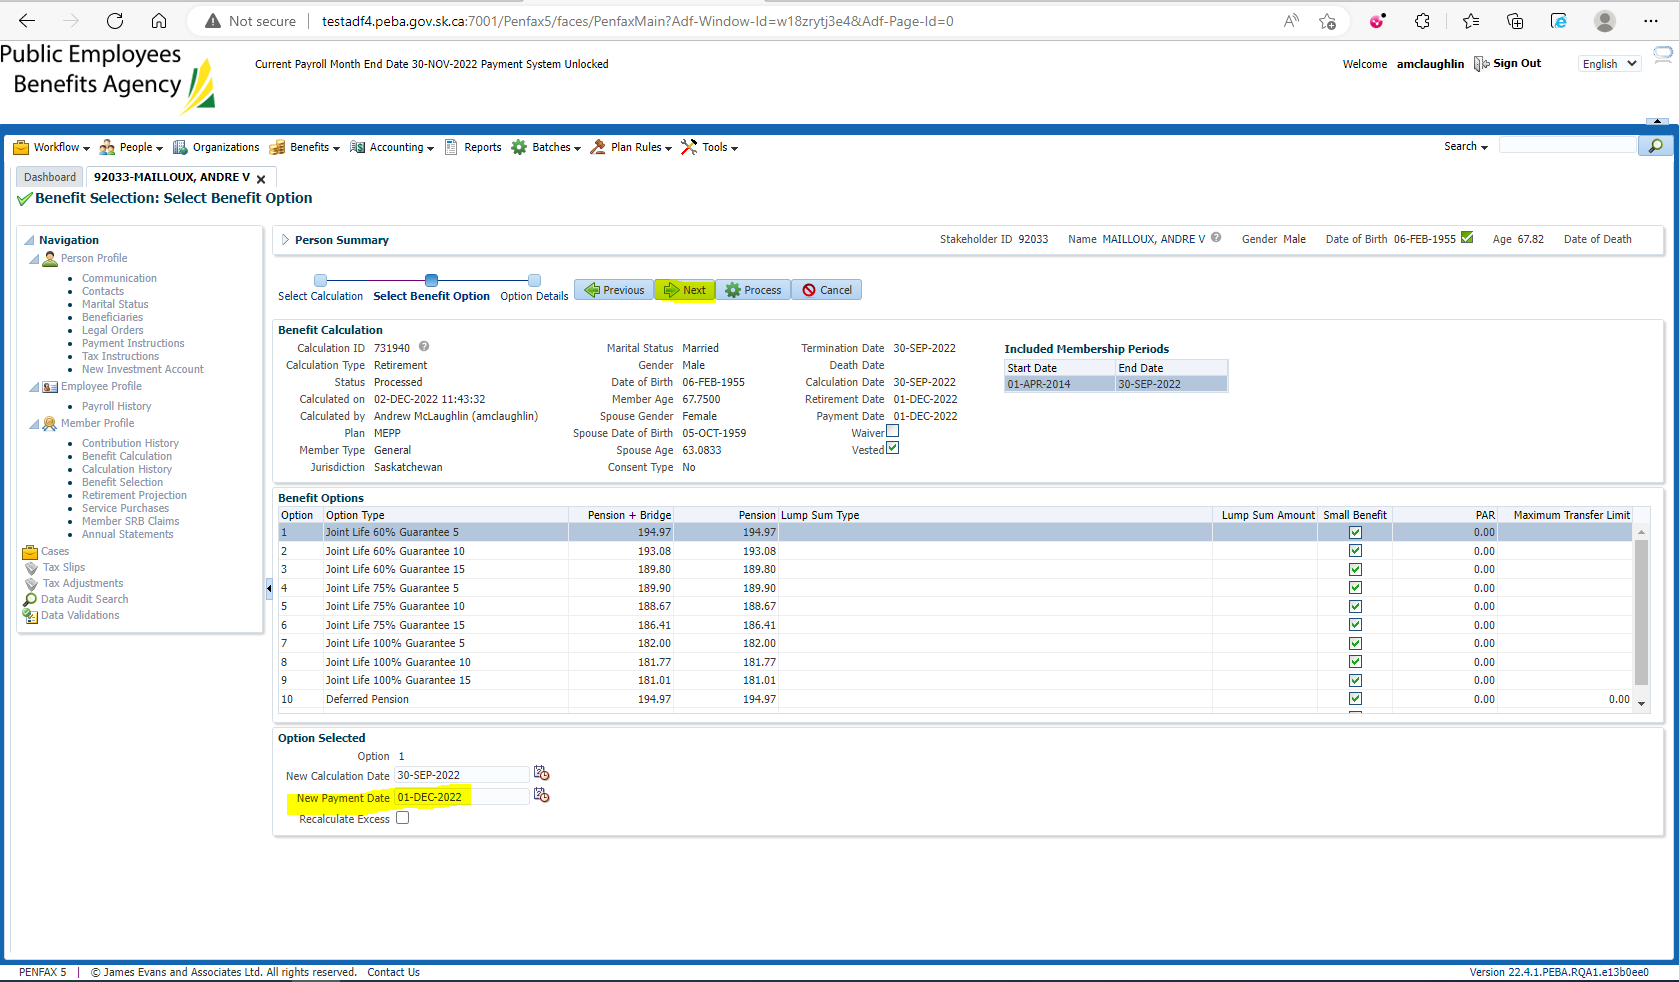 Not secure | testadf4.peba.gov.sk.ca:7001/Penfax5/faces/PenfaxMain?Adf-Window-Id=w18zrytj3e4&Adf-Page-Id=0
Public Employees
Benefits Agency
Current Payroll Month End Date 30-NOV-2022 Payment System Unlocked
Welcome amclaughlin Sign Out English
Workflow People Organizations Benefits Accounting Reports Batches Plan Rules Tools Search
Dashboard 92033-MAILLOUX, ANDRE V
Benefit Selection: Select Benefit Option
Navigation
Person Profile
Communication
Contacts
Marital Status
Beneficiaries
Legal Orders
Payment Instructions
Tax Instructions
New Investment Account
Employee Profile
Payroll History
Member Profile
Contribution History
Benefit Calculation
Calculation History
Benefit Selection
Retirement Projection
Service Purchases
Member SRB Claims
Annual Statements
Cases
Tax Slips
Tax Adjustments
Data Audit Search
Data Validations
Person Summary Stakeholder ID 92033 Name MAILLOUX, ANDRE V Gender Male Date of Birth 06-FEB-1955 Age 67.82 Date of Death
Select Calculation Select Benefit Option Option Details Previous Next Process Cancel
Benefit Calculation
Calculation ID 731940 Marital Status Married Termination Date 30-SEP-2022 Included Membership Periods
Calculation Type Retirement Gender Male Death Date Start Date End Date
Status Processed Date of Birth 06-FEB-1955 Calculation Date 30-SEP-2022 01-APR-2014 30-SEP-2022
Calculated on 02-DEC-2022 11:43:32 Member Age 67.7500 Retirement Date 01-DEC-2022
Calculated by Andrew McLaughlin (amclaughlin) Spouse Gender Female Payment Date 01-DEC-2022
Plan MEPP Spouse Date of Birth 05-OCT-1959 Waiver
Member Type General Spouse Age 63.0833 Vested
Jurisdiction Saskatchewan Consent Type No
Benefit Options
Option Option Type Pension + Bridge Pension Lump Sum Type Lump Sum Amount Small Benefit PAR Maximum Transfer Limit
1 Joint Life 60% Guarantee 5 194.97 194.97 0.00
2 Joint Life 60% Guarantee 10 193.08 193.08 0.00
3 Joint Life 60% Guarantee 15 189.80 189.80 0.00
4 Joint Life 75% Guarantee 5 189.90 189.90 0.00
5 Joint Life 75% Guarantee 10 188.67 188.67 0.00
6 Joint Life 75% Guarantee 15 186.41 186.41 0.00
7 Joint Life 100% Guarantee 5 182.00 182.00 0.00
8 Joint Life 100% Guarantee 10 181.77 181.77 0.00
9 Joint Life 100% Guarantee 15 181.01 181.01 0.00
10 Deferred Pension 194.97 194.97 0.00 0.00
Option Selected
Option 1
New Calculation Date 30-SEP-2022
New Payment Date 01-DEC-2022
Recalculate Excess
PENFAX 5 | © James Evans and Associates Ltd. All rights reserved. Contact Us Version 22.4.1.PEBA.RQA1.e13b0ee0